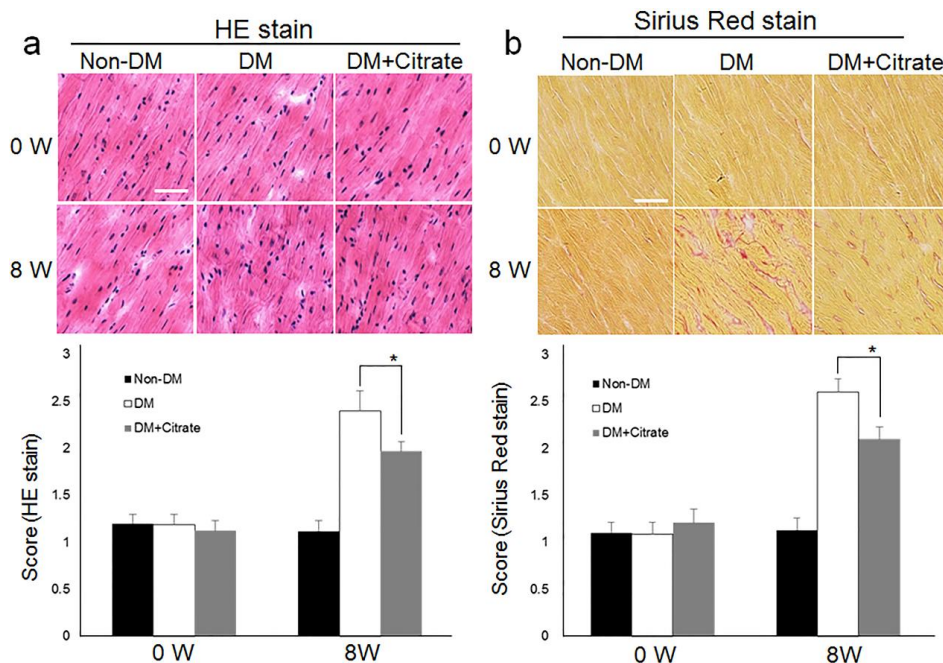 a
HE stain
Non-DM DM DM+Citrate
0 W
8 W
3
2.5
2
1.5
1
0.5
0
Score (HE stain)
Non-DM
DM
DM+Citrate
*
0 W 8W
b
Sirius Red stain
Non-DM DM DM+Citrate
0 W
8 W
3
2.5
2
1.5
1
0.5
0
Score (Sirius Red stain)
Non-DM
DM
DM+Citrate
*
0 W 8W